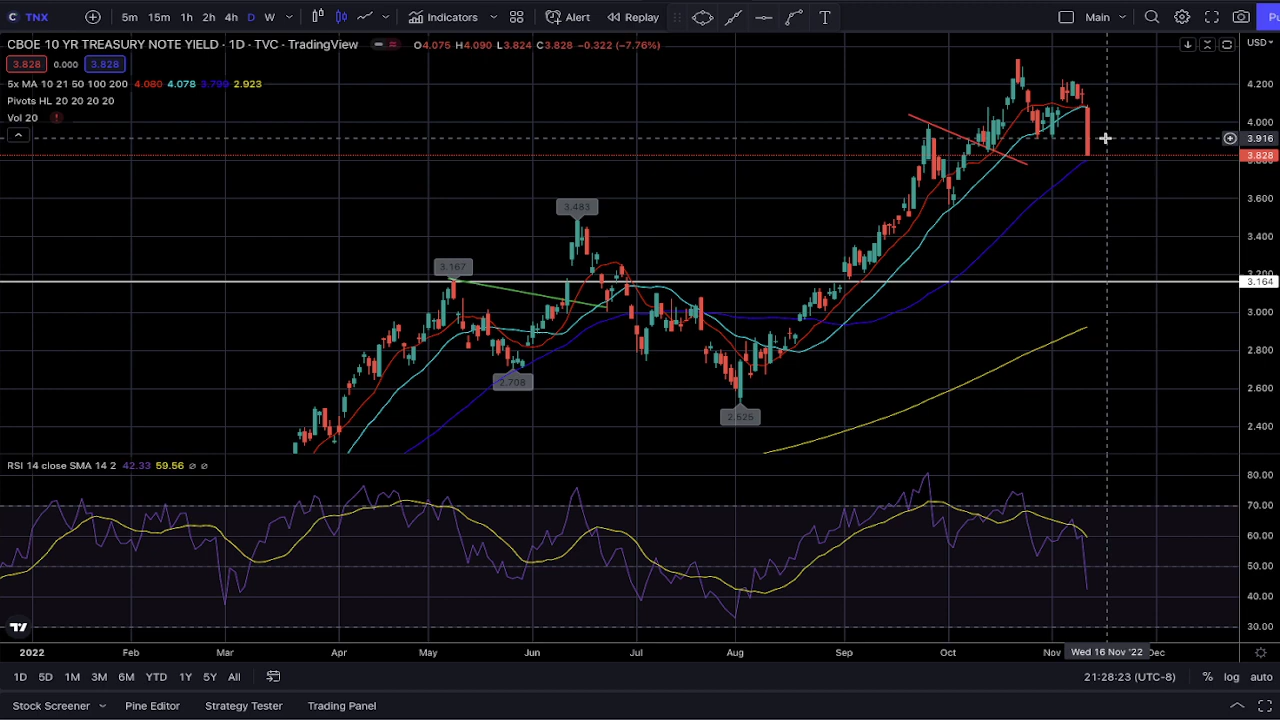 TNX 5m 15m 1h 2h 4h D W Indicators Alert Replay T Main Pu
CBOE 10 YR TREASURY NOTE YIELD · 1D · TVC · TradingView O4.075 H4.090 L3.824 C3.828 -0.322 (-7.76%) USD
3.828 0.000 3.828
5x MA 10 21 50 100 200 4.080 4.078 3.799 2.923
Pivots HL 20 20 20 20
Vol 20
4.200
4.000
3.916
3.828
3.800
3.600
3.483
3.400
3.167
3.200
3.164
3.000
2.800
2.708
2.600
2.525
2.400
RSI 14 close SMA 14 2 42.33 59.56 ∅ ∅
80.00
70.00
60.00
50.00
40.00
30.00
2022 Feb Mar Apr May Jun Jul Aug Sep Oct Nov Wed 16 Nov '22 Dec
1D 5D 1M 3M 6M YTD 1Y 5Y All 21:28:23 (UTC-8) % log auto
Stock Screener Pine Editor Strategy Tester Trading Panel